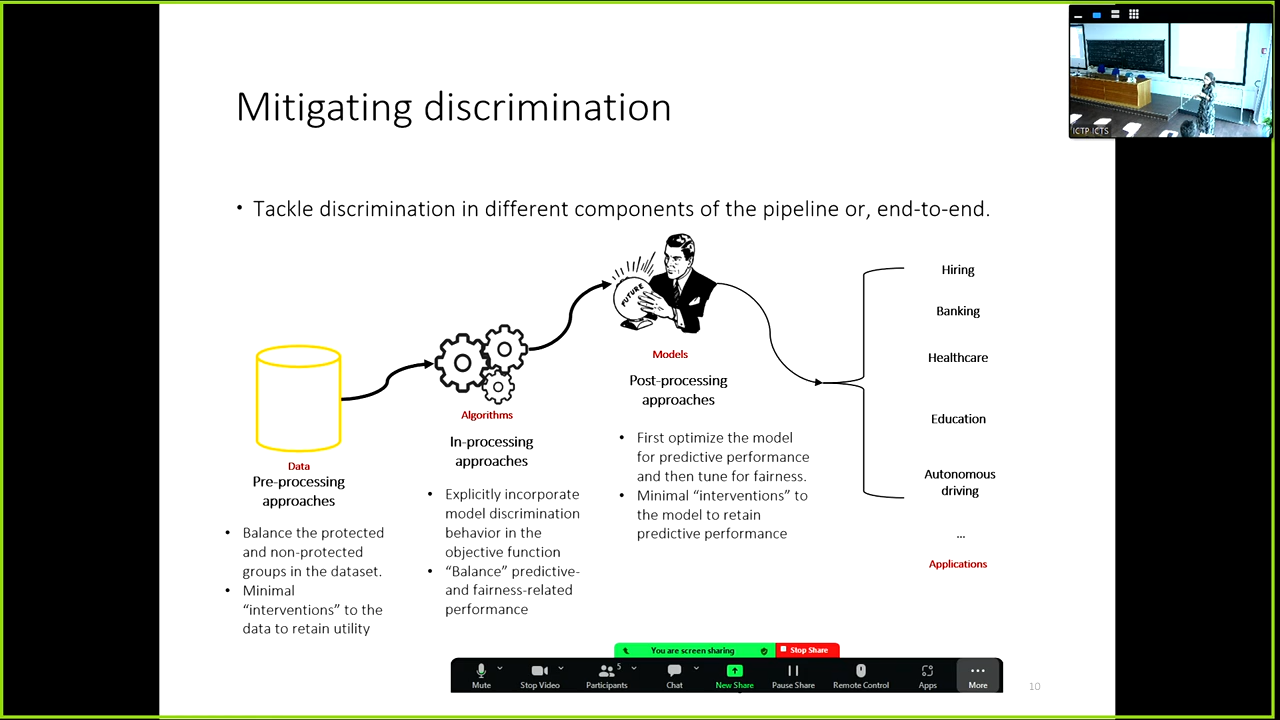 ICTP ICTS
Mitigating discrimination
• Tackle discrimination in different components of the pipeline or, end-to-end.
Data
Pre-processing
approaches
• Balance the protected
and non-protected
groups in the dataset.
• Minimal
“interventions” to the
data to retain utility
Algorithms
In-processing
approaches
• Explicitly incorporate
model discrimination
behavior in the
objective function
• “Balance” predictive-
and fairness-related
performance
FUTURE
Models
Post-processing
approaches
• First optimize the model
for predictive performance
and then tune for fairness.
• Minimal “interventions” to
the model to retain
predictive performance
Hiring
Banking
Healthcare
Education
Autonomous
driving
...
Applications
You are screen sharing
Stop Share
Mute
Stop Video
Participants
5
Chat
New Share
Pause Share
Remote Control
Apps
More
10